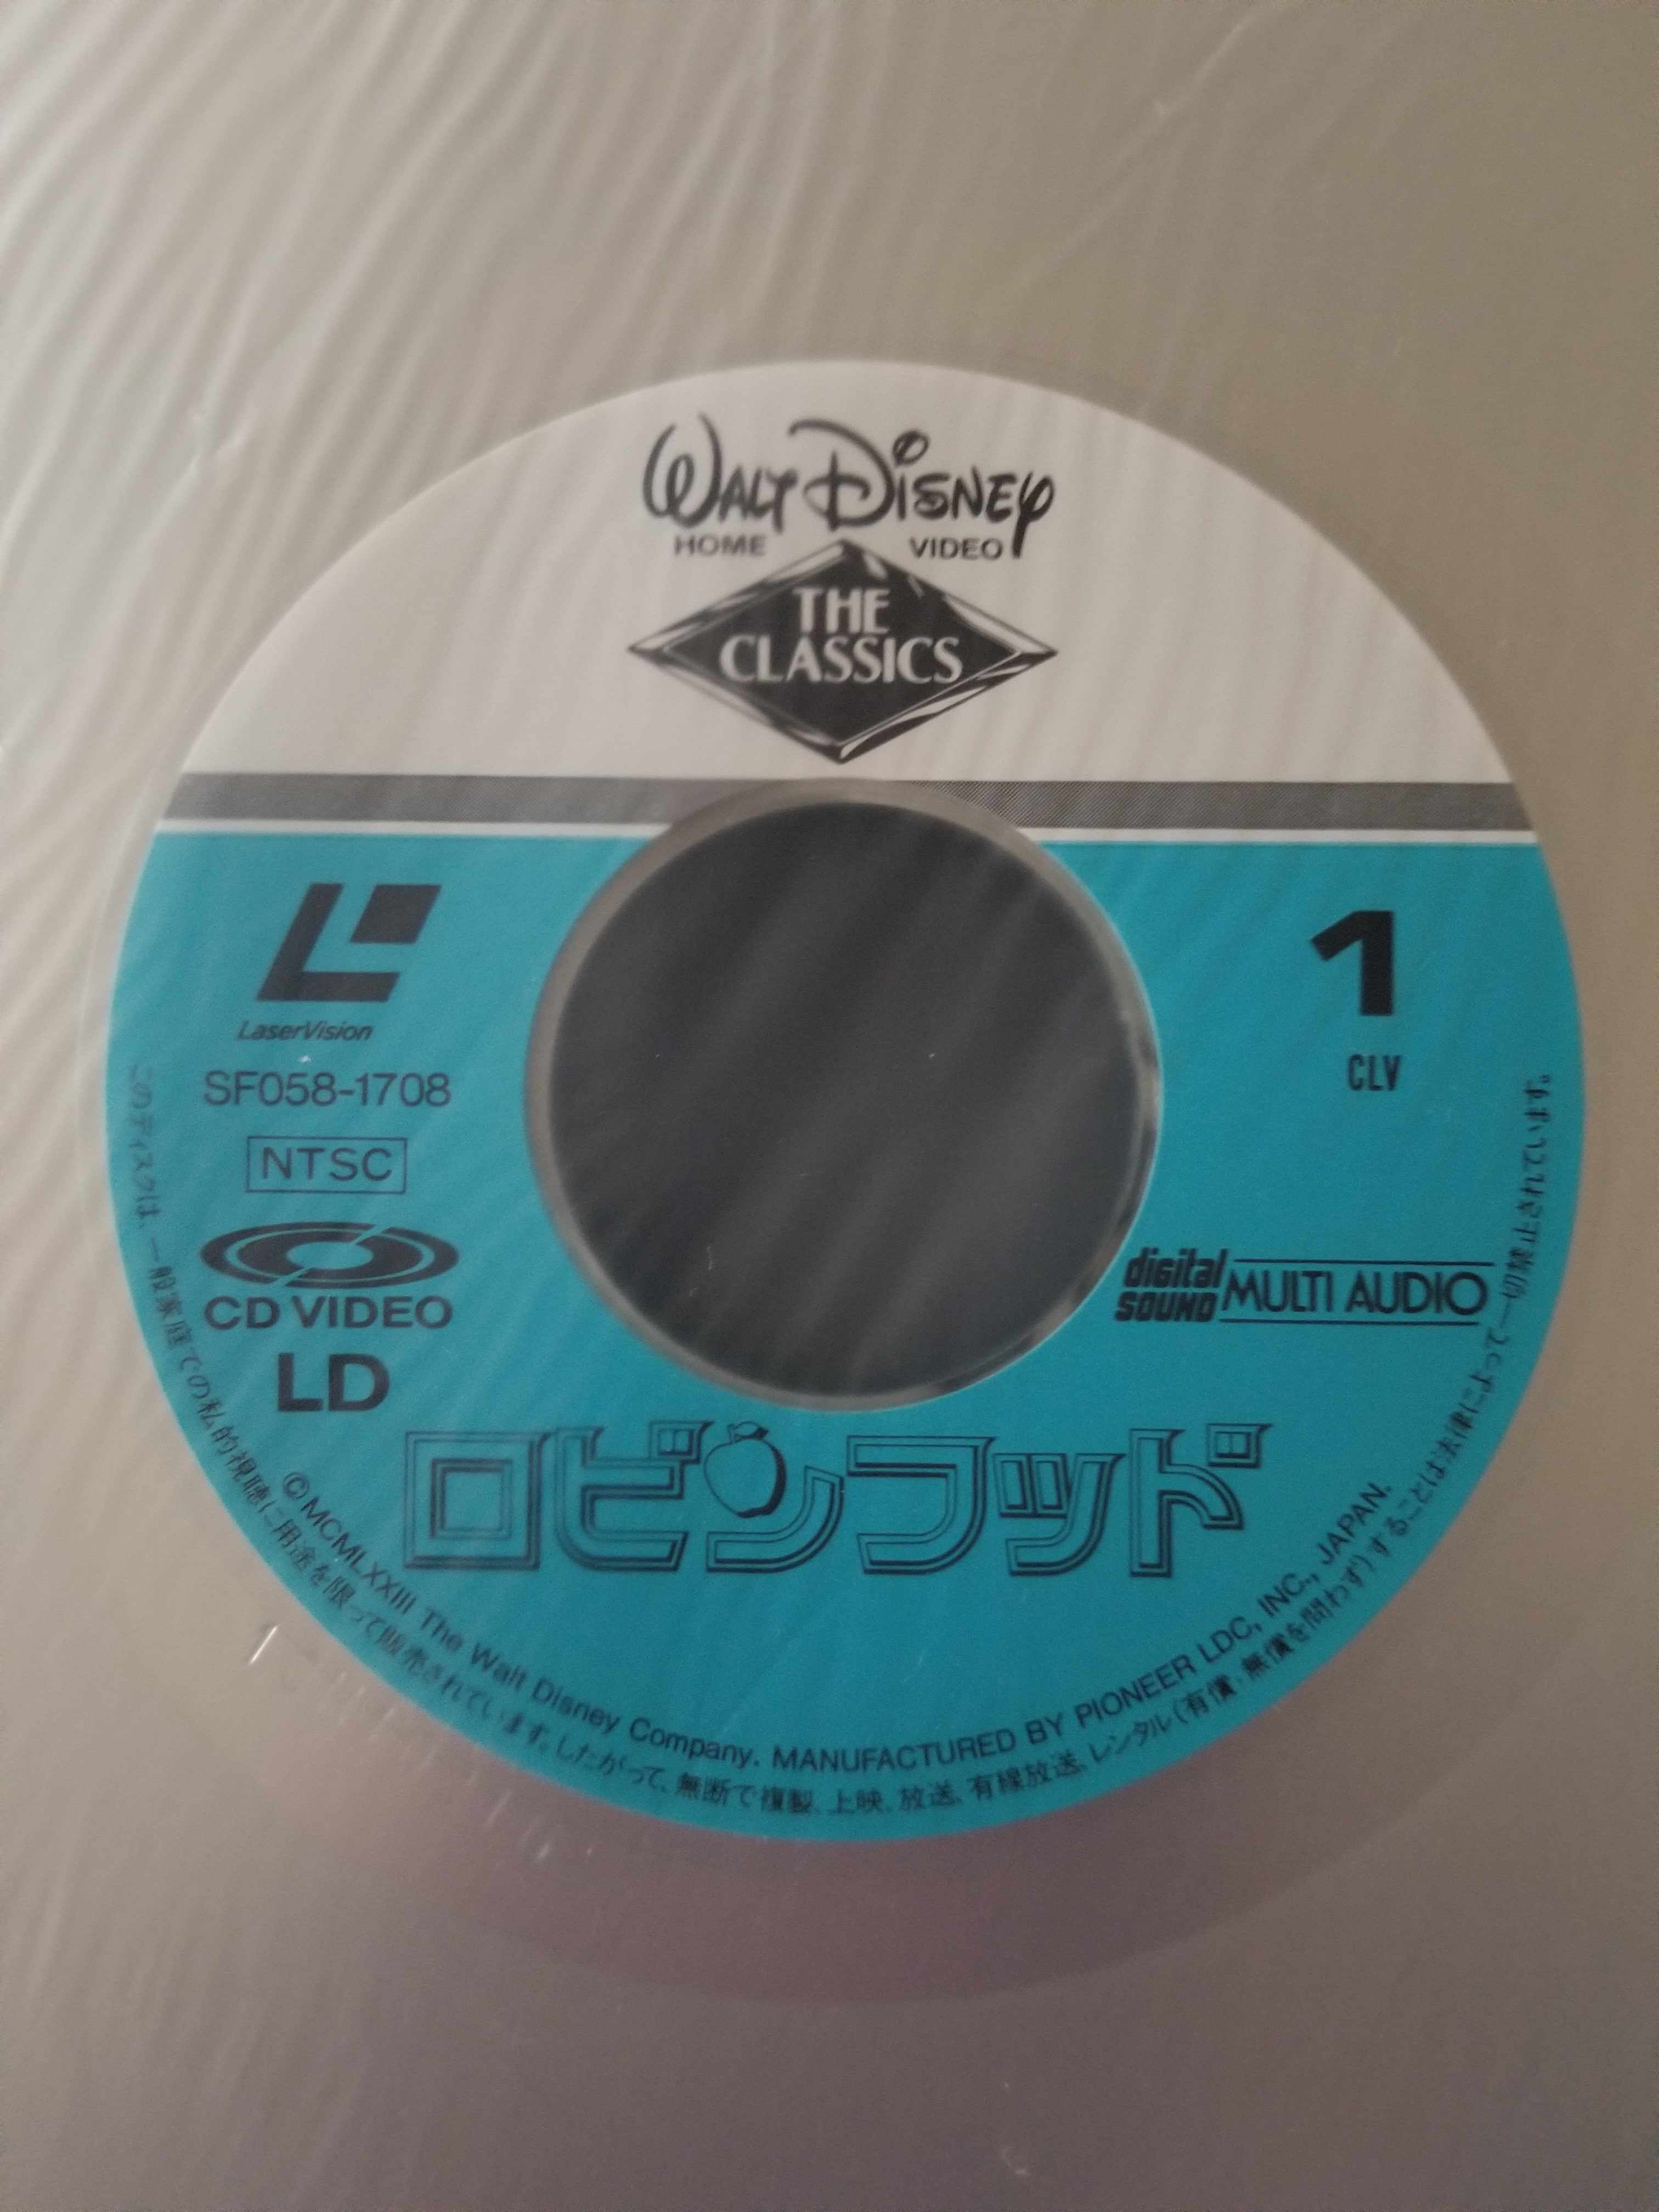 WALT DISNEY
HOME VIDEO
THE
CLASSICS
LaserVision
SF058-1708
NTSC
CD VIDEO
LD
1
CLV
digital
SOUND
MULTI AUDIO
ロビンフッド
©MCMLXXIII The Walt Disney Company. MANUFACTURED BY PIONEER LDC, INC., JAPAN.
このディスクは、一般家庭での私的視聴に用途を限って販売されています。したがって、無断で複製、上映、放送、有線放送、レンタル(有償・無償を問わず)することは法律によって一切禁止されています。